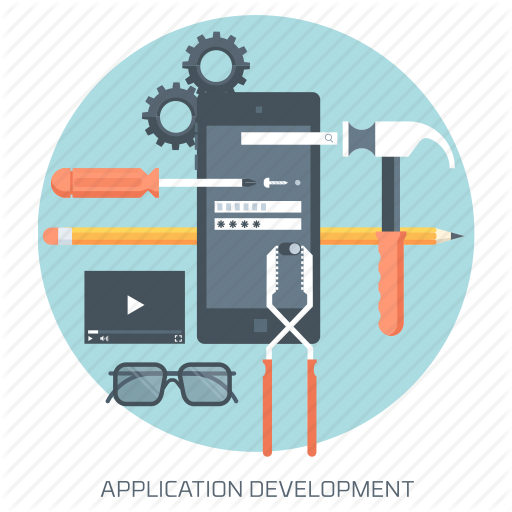 ****
APPLICATION DEVELOPMENT